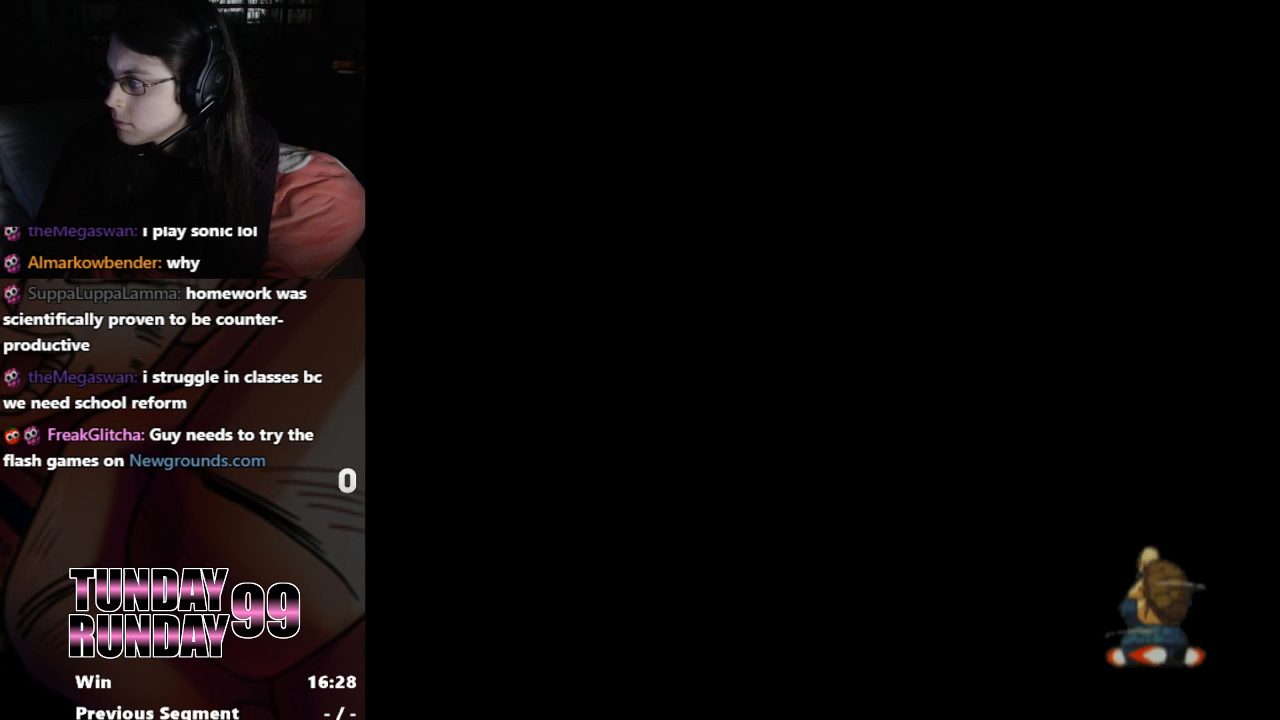 theMegaswan: i play sonic lol
Almarkowbender: why
SuppaLuppaLamma: homework was
scientifically proven to be counter-
productive
theMegaswan: i struggle in classes bc
we need school reform
FreakGlitcha: Guy needs to try the
flash games on Newgrounds.com
0
TUNDAY
RUNDAY 99
Win 16:28
Previous Segment - / -